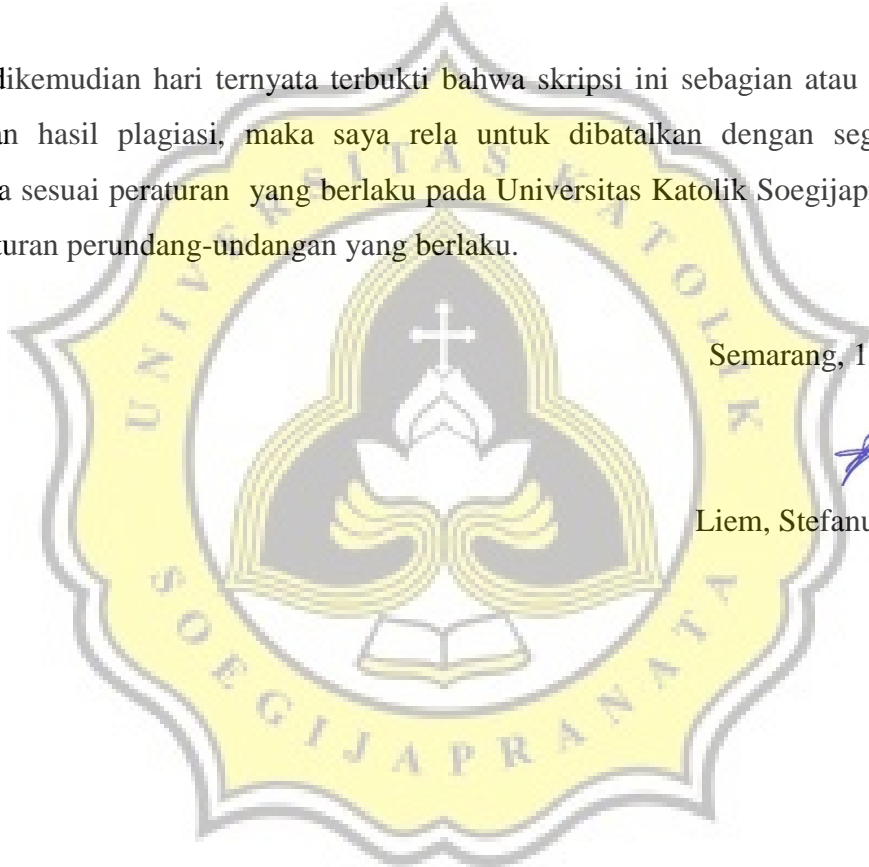 dikemudian hari ternyata terbukti bahwa skripsi ini sebagian atau
an hasil plagiasi, maka saya rela untuk dibatalkan dengan seg
a sesuai peraturan yang berlaku pada Universitas Katolik Soegijap
turan perundang-undangan yang berlaku.
Semarang, 1
Liem, Stefanu
UNIVERSITAS KATOLIK
SOEGIJAPRANATA